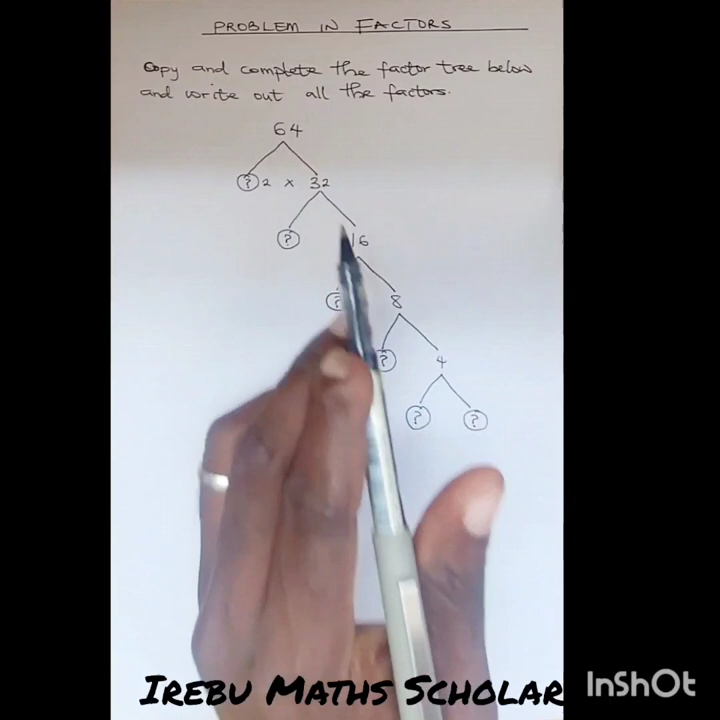 PROBLEM IN FACTORS
Copy and complete the factor tree below
and write out all the factors.
64
? 2 × 32
? 16
? 8
? 4
? ?
IREBU MATHS SCHOLAR
InShOt